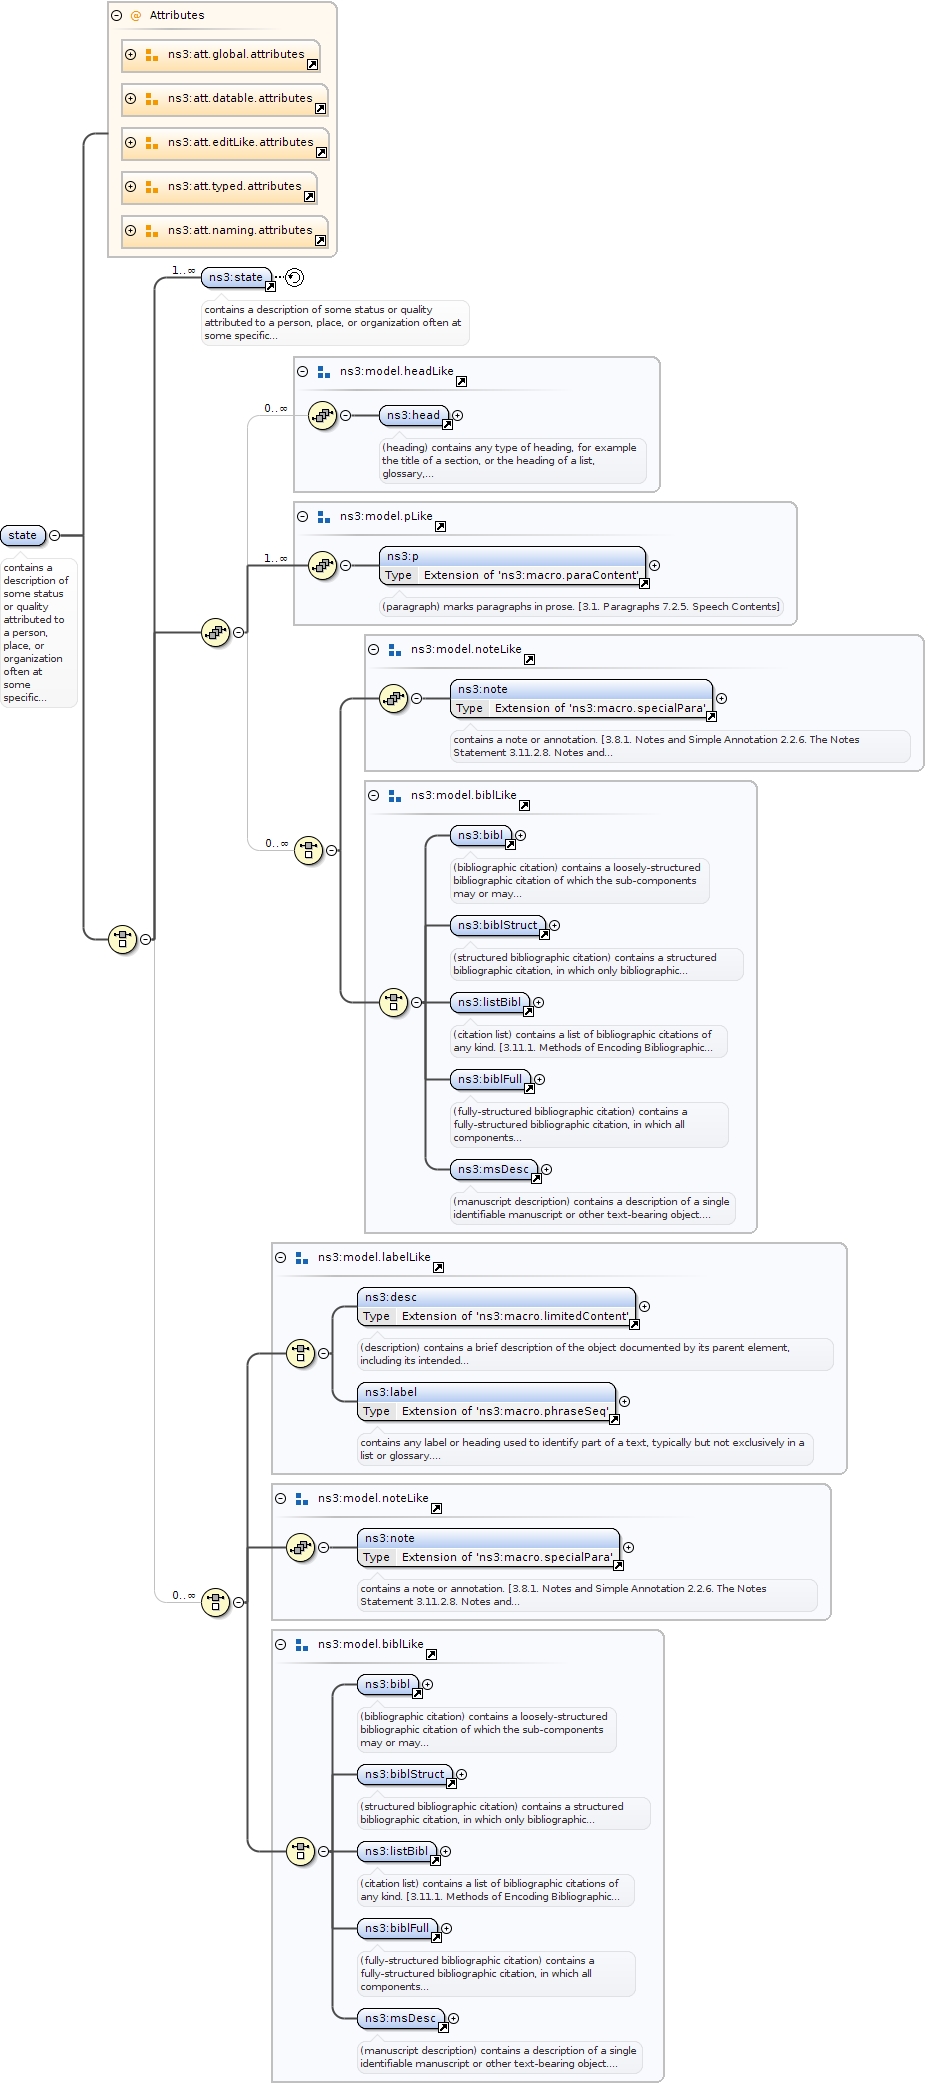 @ Attributes
ns3:att.global.attributes
ns3:att.datable.attributes
ns3:att.editLike.attributes
ns3:att.typed.attributes
ns3:att.naming.attributes
1..∞
ns3:state
contains a description of some status or quality
attributed to a person, place, or organization often at
some specific...
ns3:model.headLike
0..∞
ns3:head
(heading) contains any type of heading, for example
the title of a section, or the heading of a list,
glossary,...
ns3:model.pLike
state
contains a
description of
some status
or quality
attributed to
a person,
place, or
organization
often at
some
specific...
1..∞
ns3:p
Type Extension of 'ns3:macro.paraContent'
(paragraph) marks paragraphs in prose. [3.1. Paragraphs 7.2.5. Speech Contents]
ns3:model.noteLike
ns3:note
Type Extension of 'ns3:macro.specialPara'
contains a note or annotation. [3.8.1. Notes and Simple Annotation 2.2.6. The Notes
Statement 3.11.2.8. Notes and...
ns3:model.biblLike
0..∞
ns3:bibl
(bibliographic citation) contains a loosely-structured
bibliographic citation of which the sub-components
may or may...
ns3:biblStruct
(structured bibliographic citation) contains a structured
bibliographic citation, in which only bibliographic...
ns3:listBibl
(citation list) contains a list of bibliographic citations of
any kind. [3.11.1. Methods of Encoding Bibliographic...
ns3:biblFull
(fully-structured bibliographic citation) contains a
fully-structured bibliographic citation, in which all
components...
ns3:msDesc
(manuscript description) contains a description of a single
identifiable manuscript or other text-bearing object....
ns3:model.labelLike
ns3:desc
Type Extension of 'ns3:macro.limitedContent'
(description) contains a brief description of the object documented by its parent element,
including its intended...
ns3:label
Type Extension of 'ns3:macro.phraseSeq'
contains any label or heading used to identify part of a text, typically but not exclusively in a
list or glossary....
ns3:model.noteLike
ns3:note
Type Extension of 'ns3:macro.specialPara'
contains a note or annotation. [3.8.1. Notes and Simple Annotation 2.2.6. The Notes
Statement 3.11.2.8. Notes and...
0..∞
ns3:model.biblLike
ns3:bibl
(bibliographic citation) contains a loosely-structured
bibliographic citation of which the sub-components
may or may...
ns3:biblStruct
(structured bibliographic citation) contains a structured
bibliographic citation, in which only bibliographic...
ns3:listBibl
(citation list) contains a list of bibliographic citations of
any kind. [3.11.1. Methods of Encoding Bibliographic...
ns3:biblFull
(fully-structured bibliographic citation) contains a
fully-structured bibliographic citation, in which all
components...
ns3:msDesc
(manuscript description) contains a description of a single
identifiable manuscript or other text-bearing object....